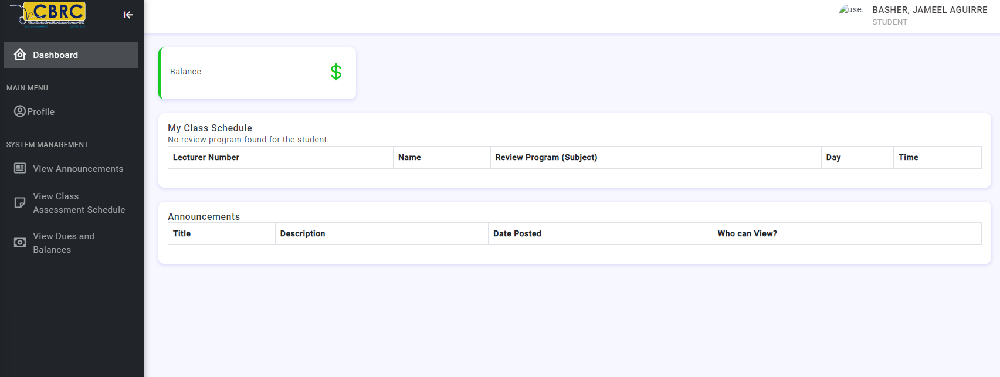 CBRC
BASHER, JAMEEL AGUIRRE
STUDENT
Dashboard
MAIN MENU
Profile
SYSTEM MANAGEMENT
View Announcements
View Class
Assessment Schedule
View Dues and
Balances
Balance
$
My Class Schedule
No review program found for the student.
Lecturer Number Name Review Program (Subject) Day Time
Announcements
Title Description Date Posted Who can View?
use.